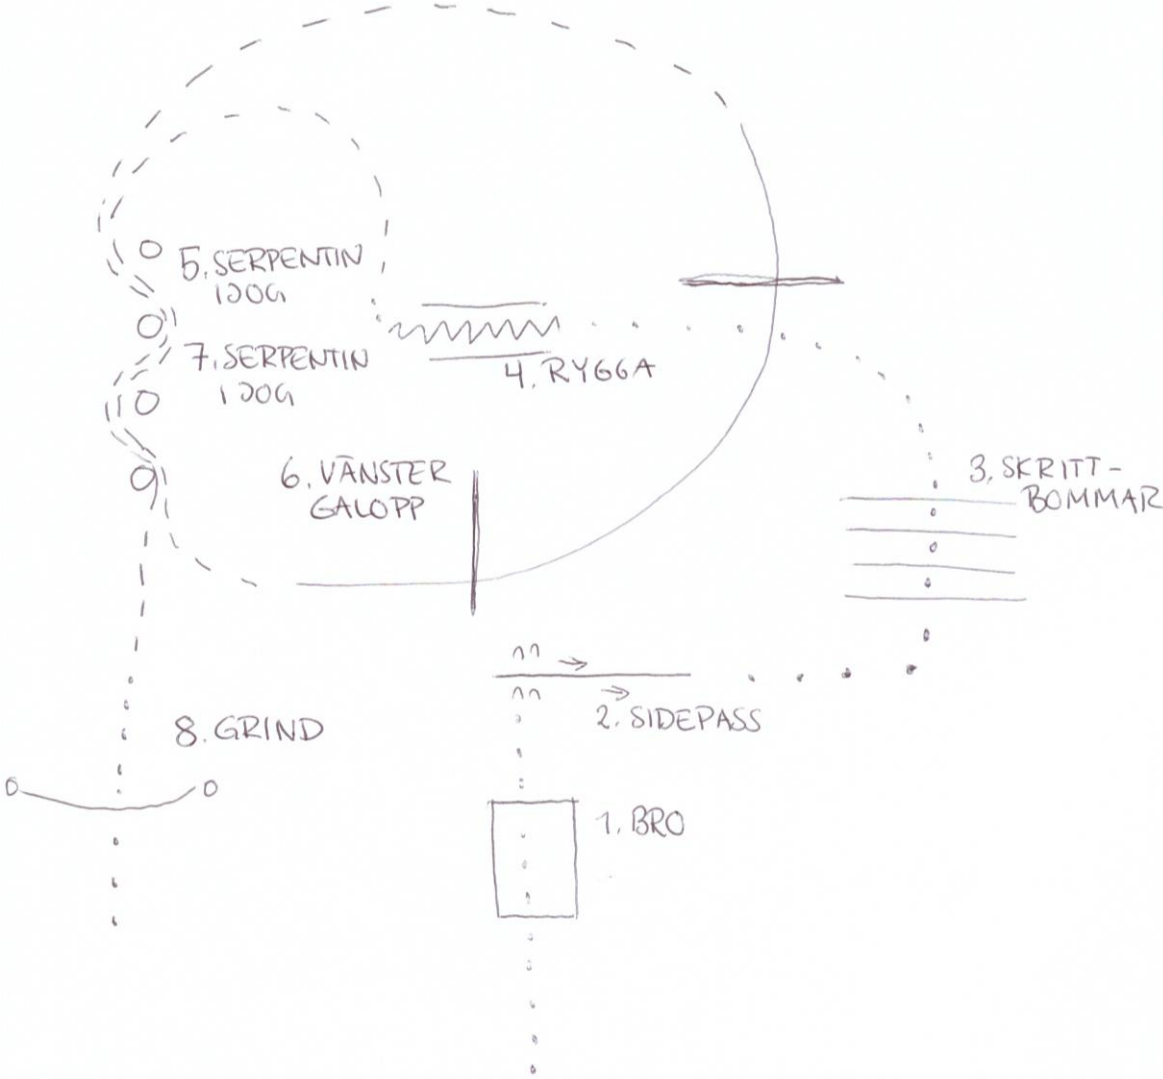 5. SERPENTIN
I JOG
7. SERPENTIN
I JOG
4. RYGGA
6. VÄNSTER
GALOPP
3. SKRITT-
BOMMAR
2. SIDEPASS
8. GRIND
1. BRO